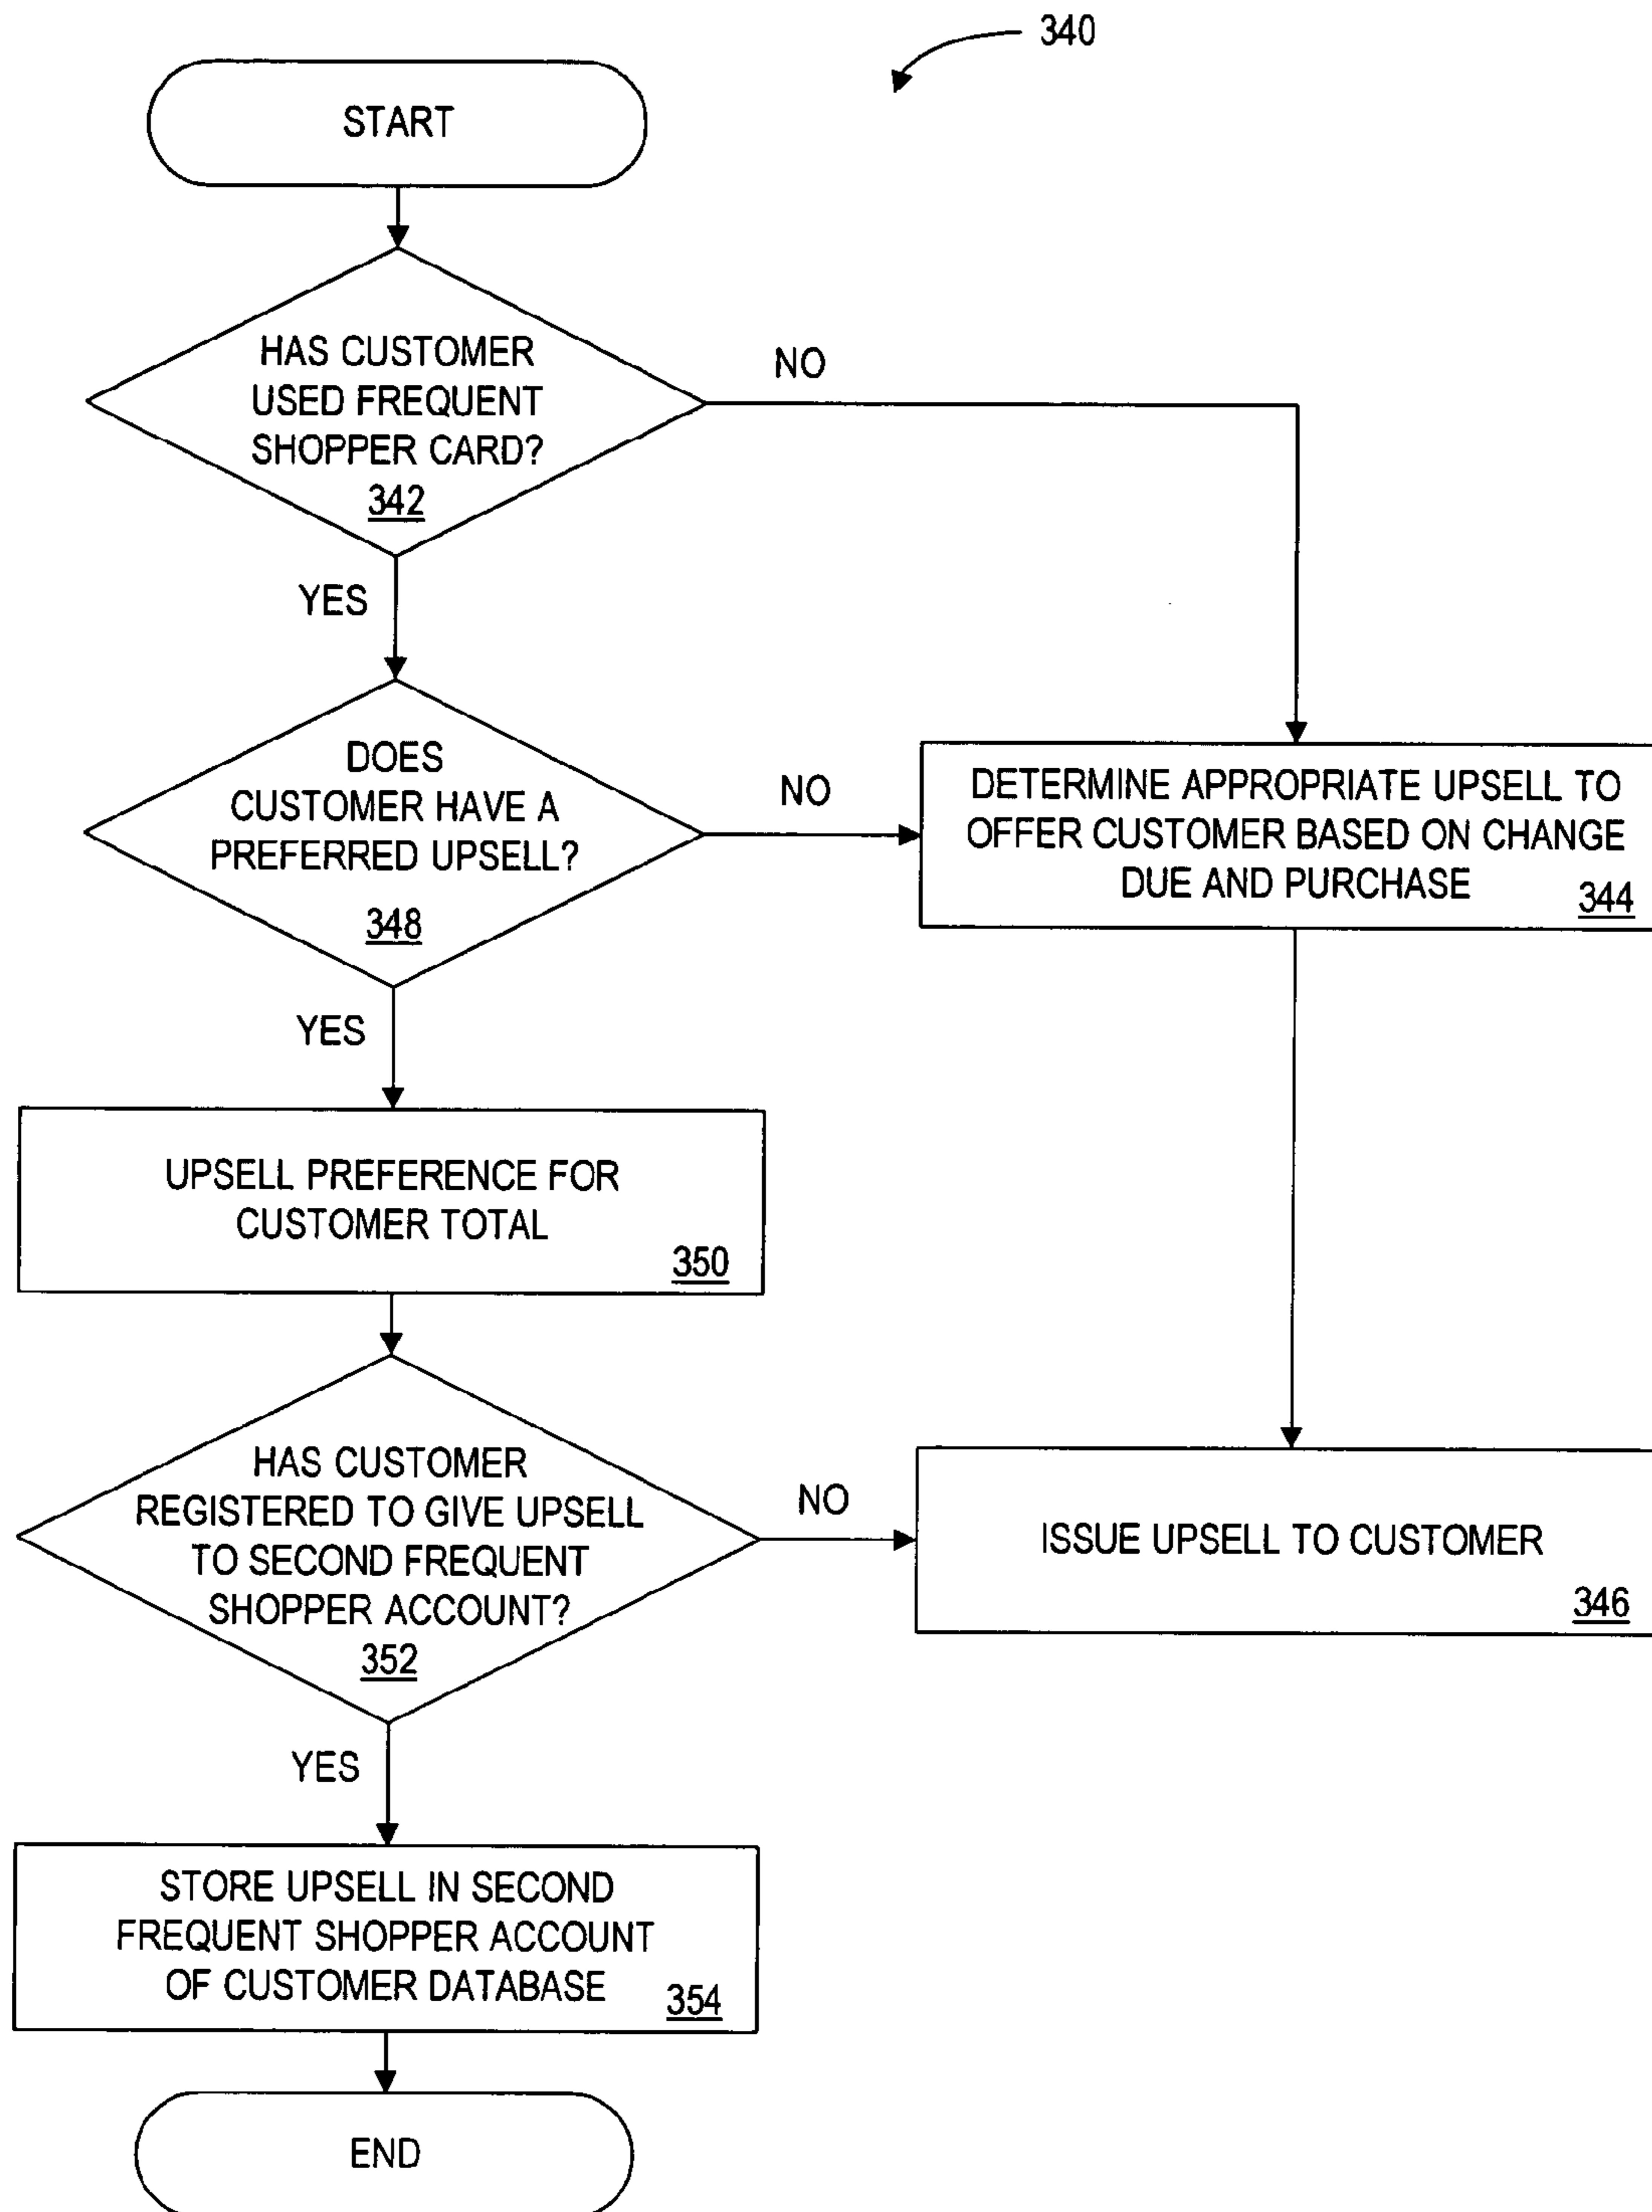 340
START
HAS CUSTOMER
USED FREQUENT
SHOPPER CARD?
342
NO
YES
DOES
CUSTOMER HAVE A
PREFERRED UPSELL?
348
NO
DETERMINE APPROPRIATE UPSELL TO
OFFER CUSTOMER BASED ON CHANGE
DUE AND PURCHASE
344
YES
UPSELL PREFERENCE FOR
CUSTOMER TOTAL
350
HAS CUSTOMER
REGISTERED TO GIVE UPSELL
TO SECOND FREQUENT
SHOPPER ACCOUNT?
352
NO
ISSUE UPSELL TO CUSTOMER
346
YES
STORE UPSELL IN SECOND
FREQUENT SHOPPER ACCOUNT
OF CUSTOMER DATABASE
354
END